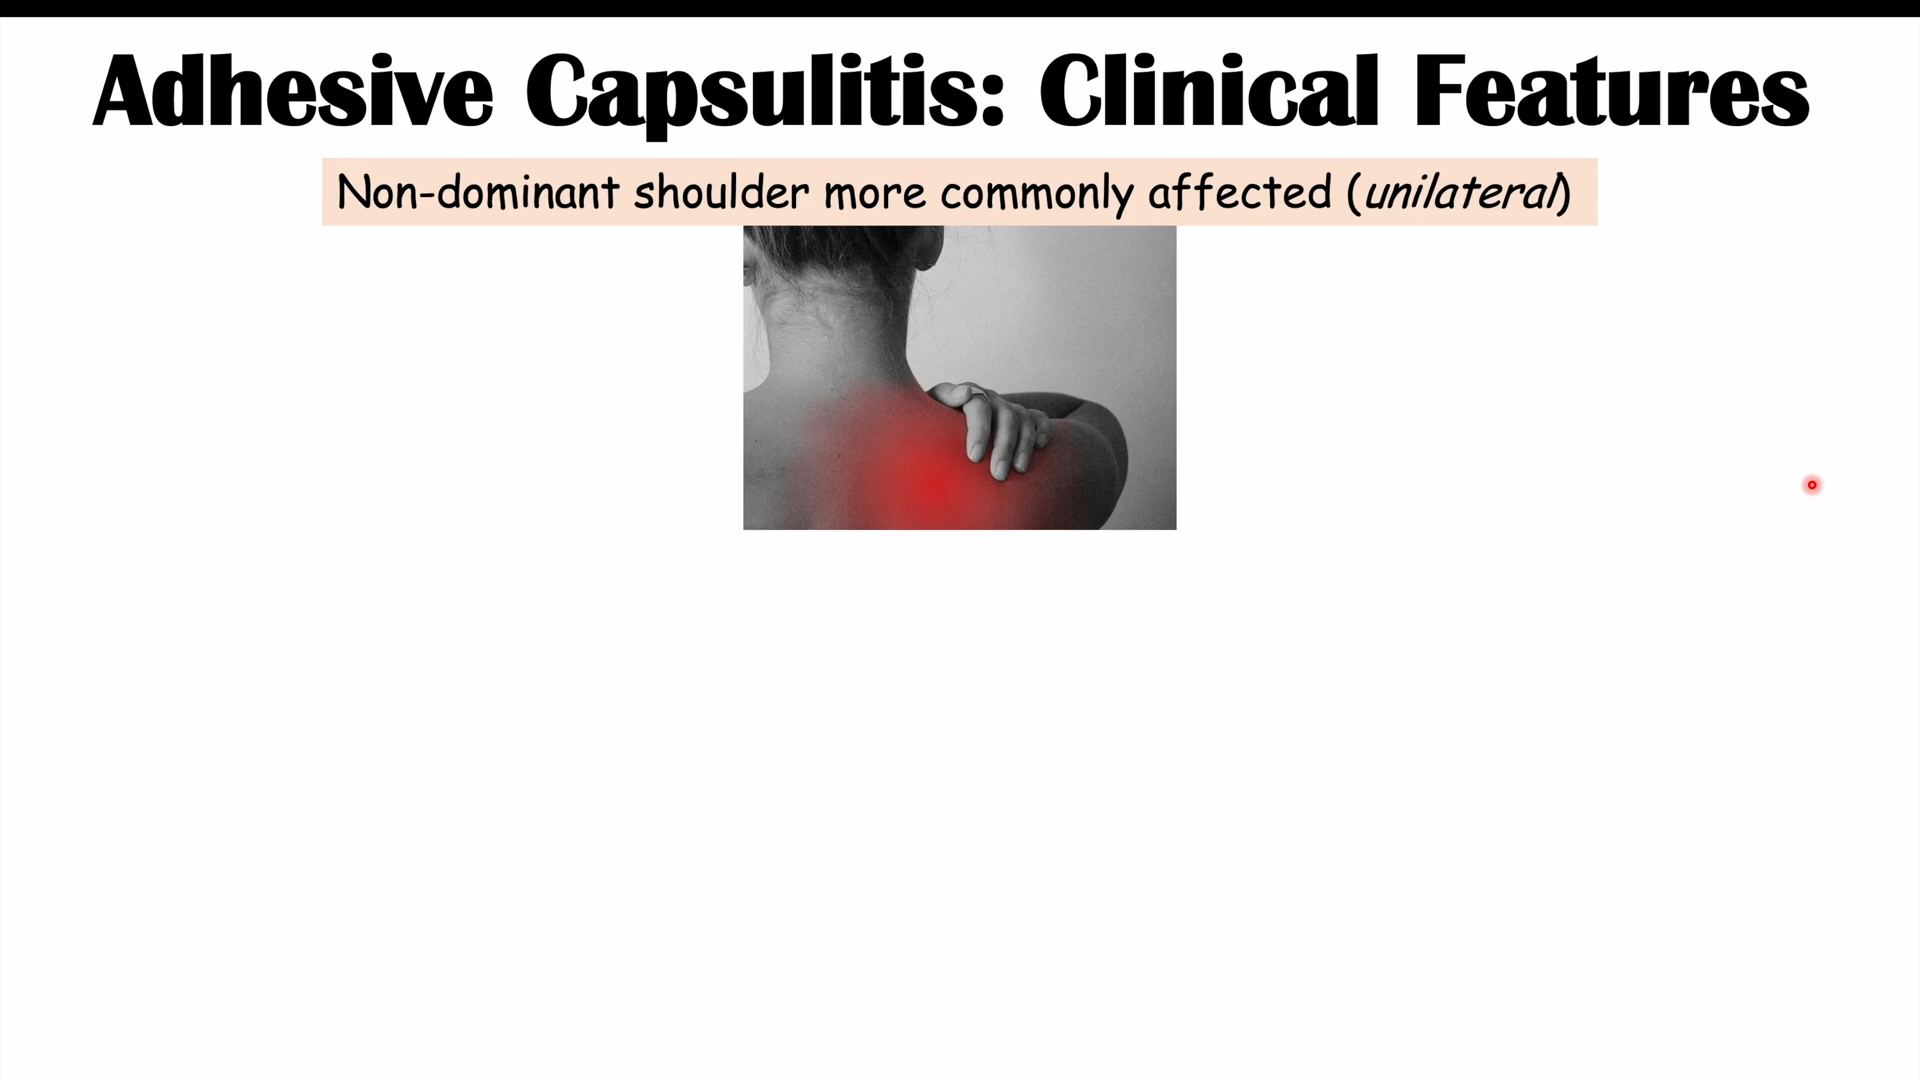 Adhesive Capsulitis: Clinical Features
Non-dominant shoulder more commonly affected (unilateral)